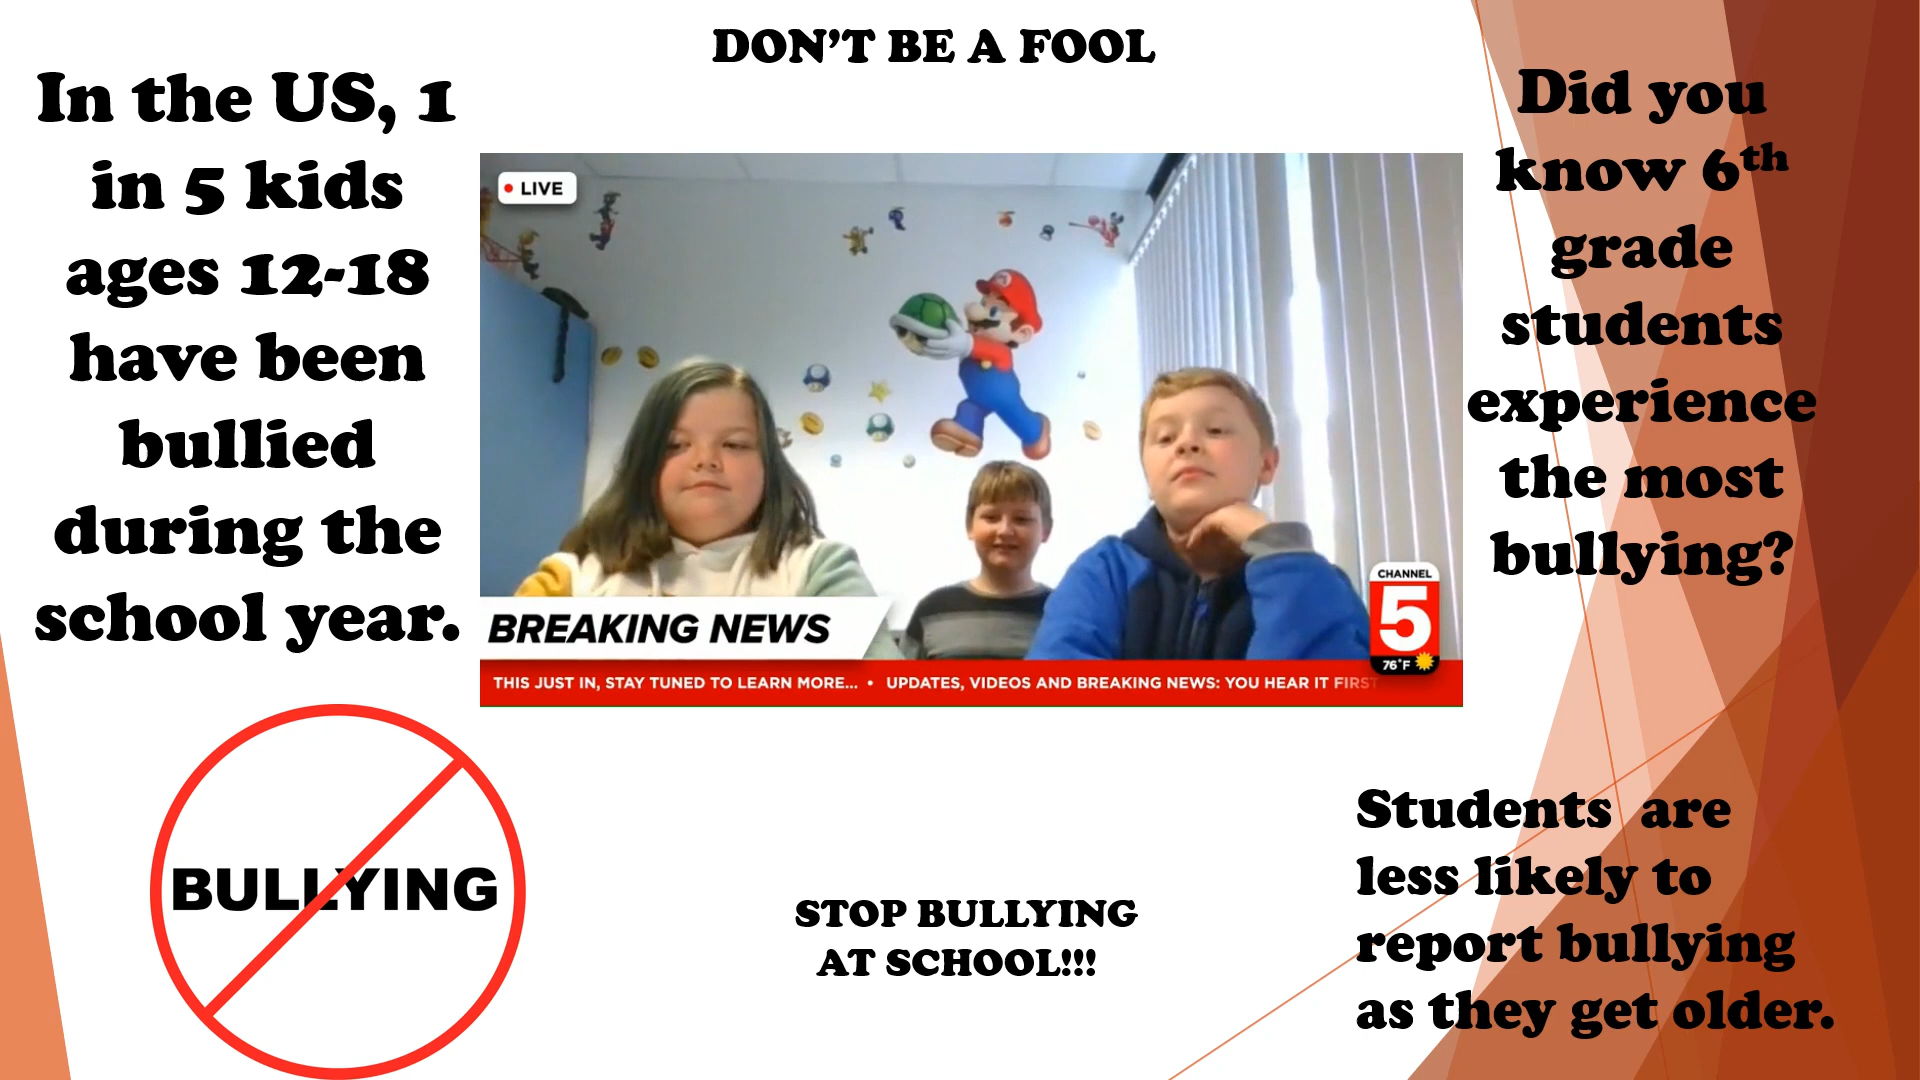 DON'T BE A FOOL
In the US, 1
in 5 kids
ages 12-18
have been
bullied
during the
school year.
LIVE
BREAKING NEWS
THIS JUST IN, STAY TUNED TO LEARN MORE... • UPDATES, VIDEOS AND BREAKING NEWS: YOU HEAR IT FIRST
CHANNEL
5
76°F
Did you
know 6th
grade
students
experience
the most
bullying?
BULLYING
STOP BULLYING
AT SCHOOL!!!
Students are
less likely to
report bullying
as they get older.